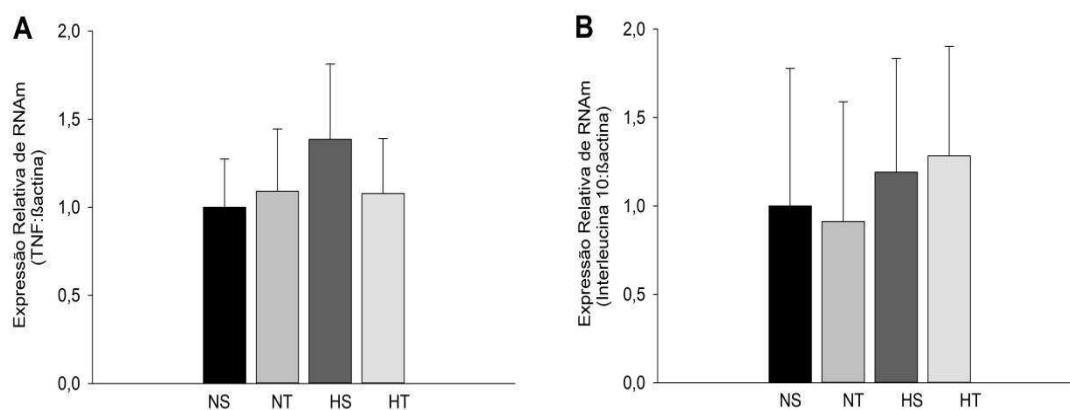 A
Expressão Relativa de RNAm
(TNF:ßactina)
2,0
1,5
1,0
0,5
0,0
NS NT HS HT
B
Expressão Relativa de RNAm
(Interleucina 10:ßactina)
2,0
1,5
1,0
0,5
0,0
NS NT HS HT